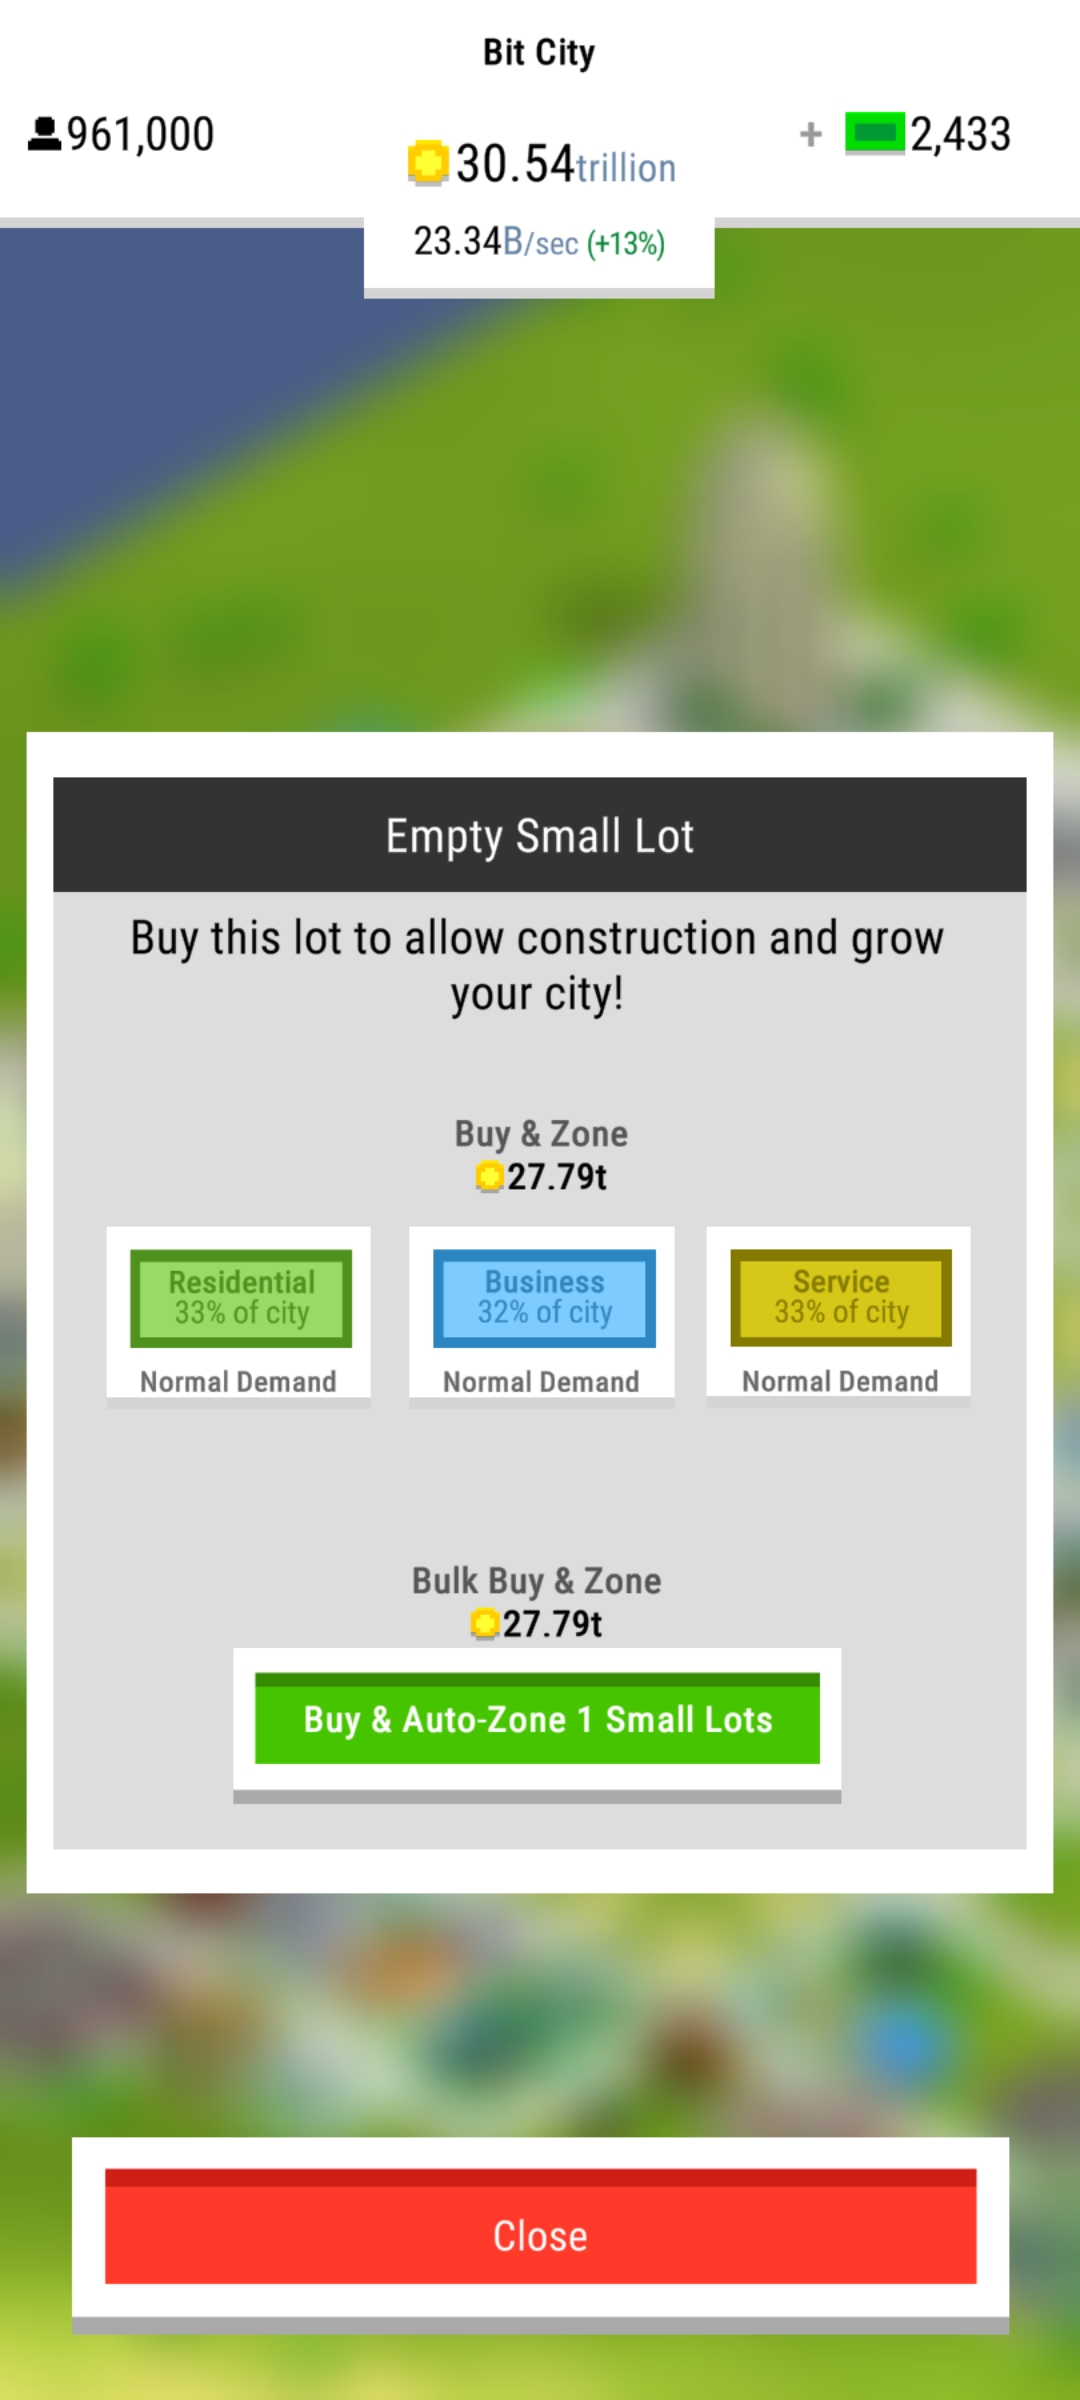 Bit City
961,000
30.54trillion
+ 2,433
23.34B/sec (+13%)
Empty Small Lot
Buy this lot to allow construction and grow
your city!
Buy & Zone
27.79t
Residential
33% of city
Normal Demand
Business
32% of city
Normal Demand
Service
33% of city
Normal Demand
Bulk Buy & Zone
27.79t
Buy & Auto-Zone 1 Small Lots
Close